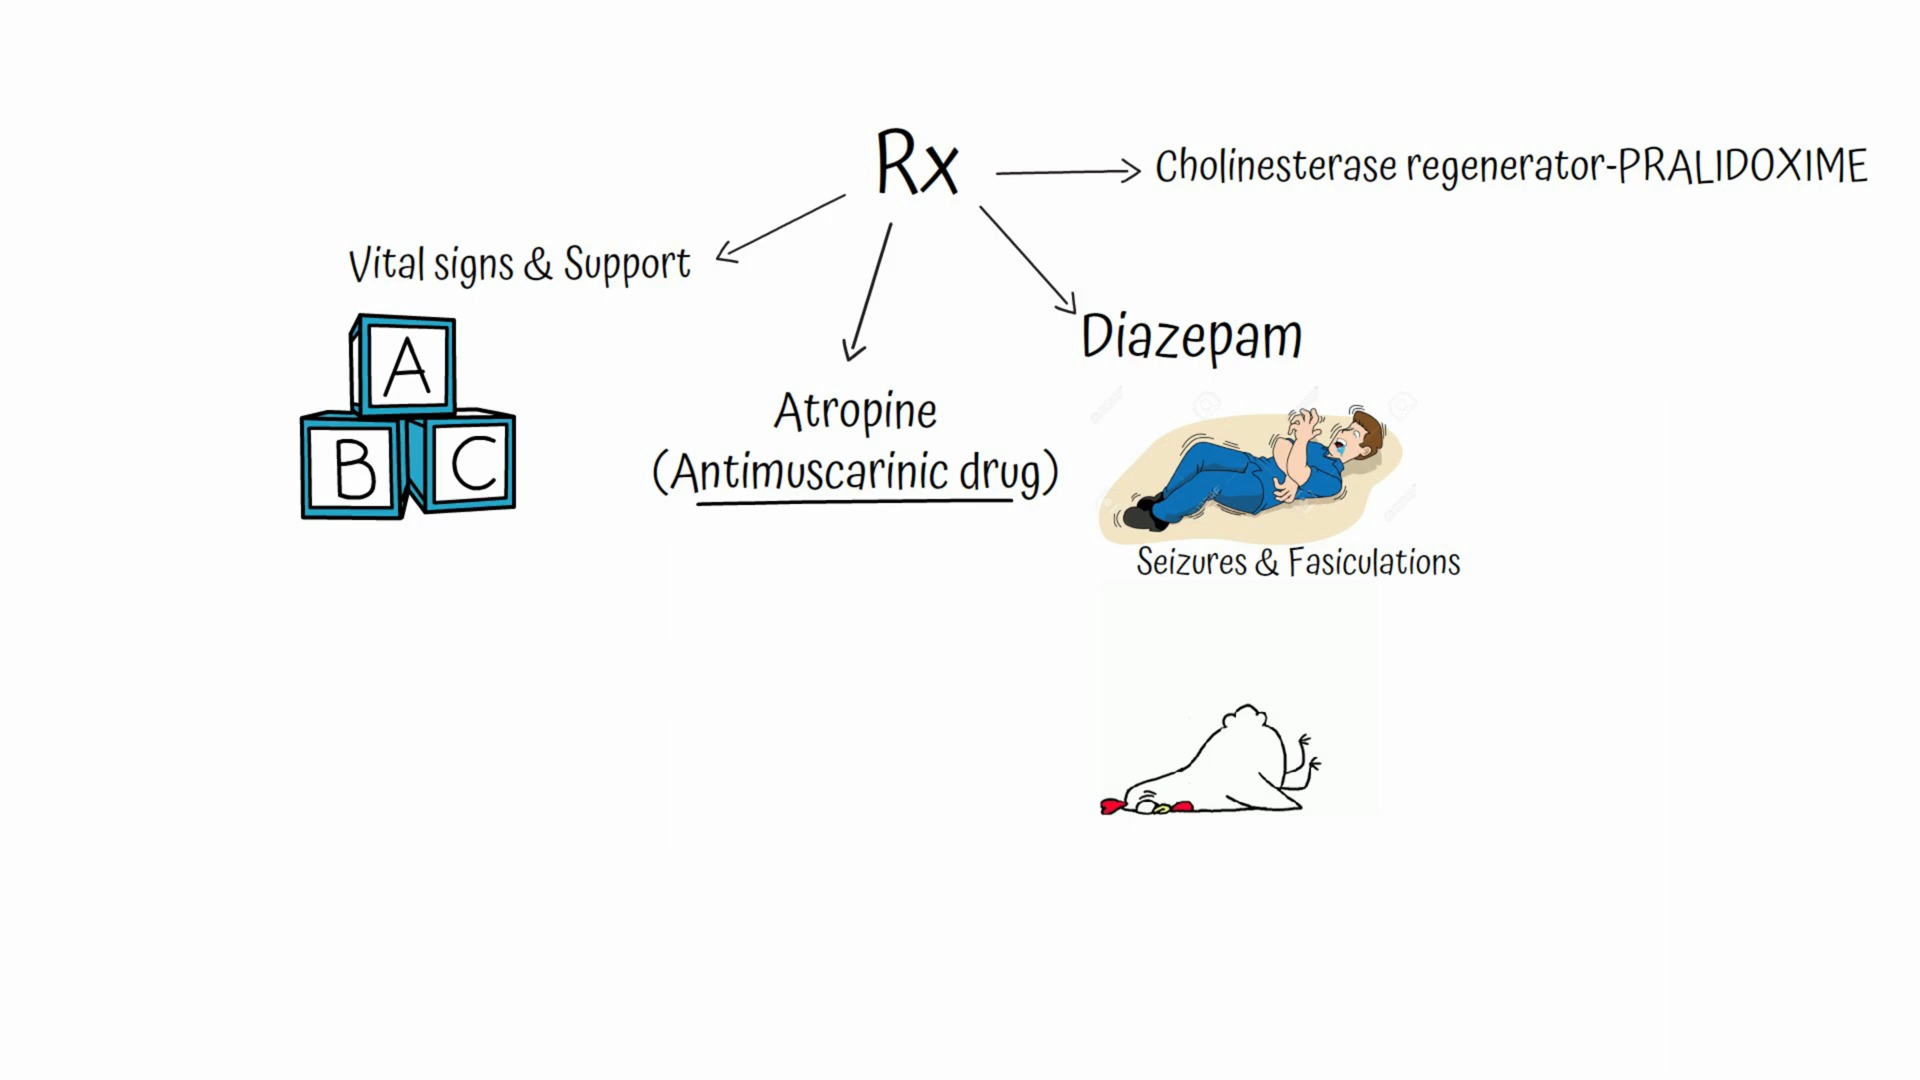 Rx
Cholinesterase regenerator-PRALIDOXIME
Vital signs & Support
A
B
C
Atropine
(Antimuscarinic drug)
Diazepam
Seizures & Fasiculations